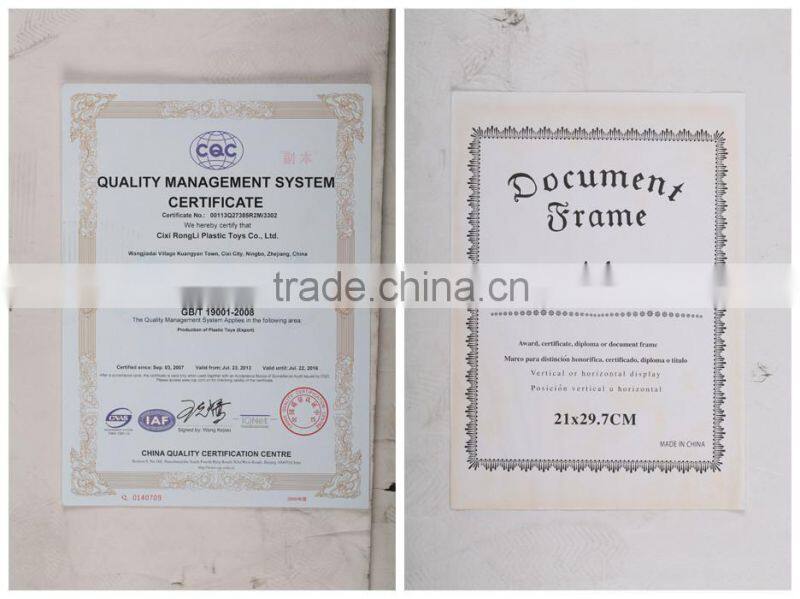 CQC
副本
QUALITY MANAGEMENT SYSTEM
CERTIFICATE
Certificate No.: 00113Q27385R2M/3302
We hereby certify that
Cixi RongLi Plastic Toys Co., Ltd.
Wangjiadai Village Kuangyan Town, Cixi City, Ningbo, Zhejiang, China
GB/T 19001-2008
The Quality Management System Applies in the following area:
Production of Plastic Toys (Export)
Certified since: Sep. 03, 2007 Valid from: Jul. 23, 2013 Valid until: Jul. 22, 2016
CNAS
IAF
Signed by: Wang Kejiao
IQNet
CHINA QUALITY CERTIFICATION CENTRE
0140709
Document
Frame
Award, certificate, diploma or document frame
Marco para distinción honorífica, certificado, diploma o título
Vertical or horizontal display
Posición vertical u horizontal
21x29.7CM
MADE IN CHINA
trade.china.cn